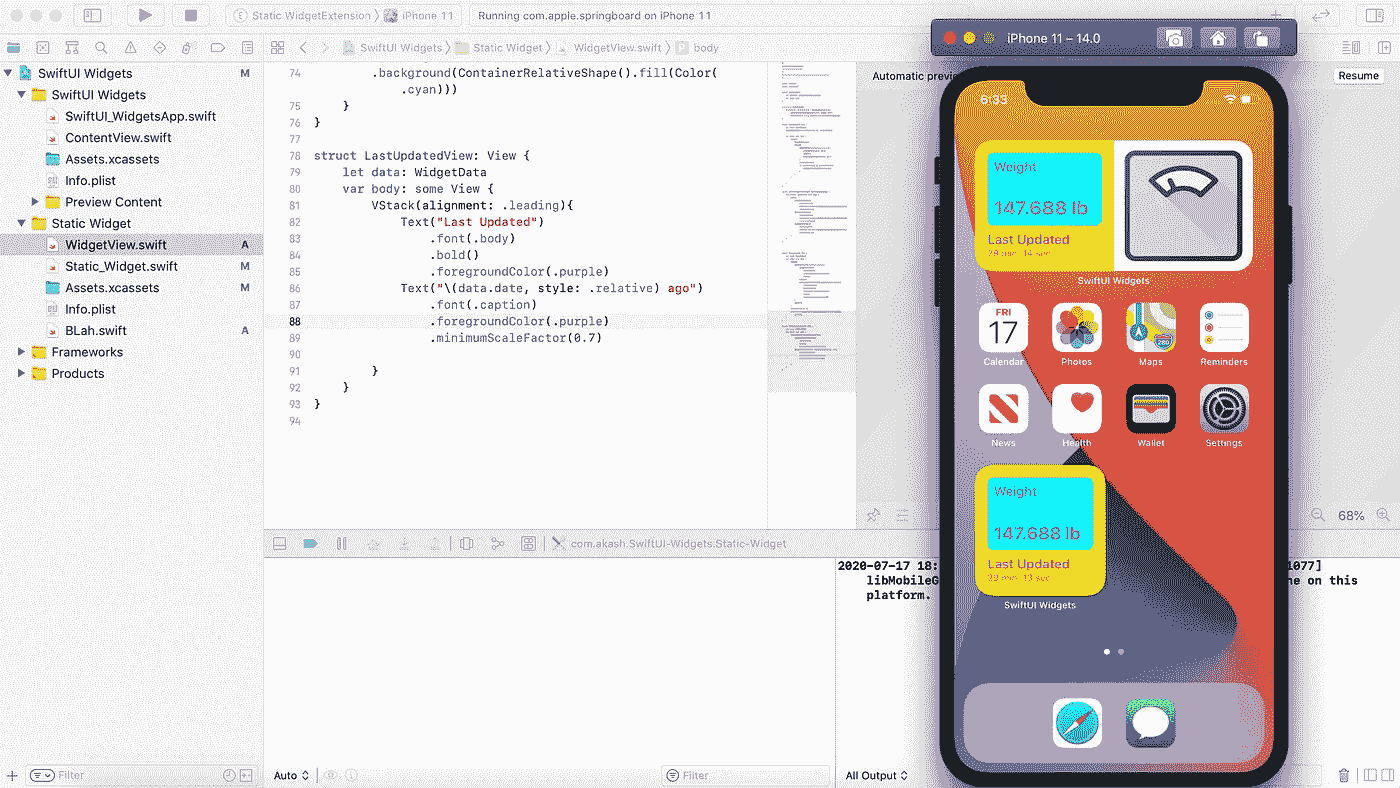 Static WidgetExtension
iPhone 11
Running com.apple.springboard on iPhone 11
SwiftUI Widgets
Static Widget
WidgetView.swift
body
SwiftUI Widgets M
SwiftUI Widgets
SwiftUI_WidgetsApp.swift
ContentView.swift
Assets.xcassets
Info.plist
Preview Content
Static Widget
WidgetView.swift A
Static_Widget.swift M
Assets.xcassets M
Info.plist
BLah.swift A
Frameworks
Products
Filter
74 .background(ContainerRelativeShape().fill(Color(
.cyan)))
75 }
76 }
77
78 struct LastUpdatedView: View {
79 let data: WidgetData
80 var body: some View {
81 VStack(alignment: .leading){
82 Text("Last Updated")
83 .font(.body)
84 .bold()
85 .foregroundColor(.purple)
86 Text("\(data.date, style: .relative) ago")
87 .font(.caption)
88 .foregroundColor(.purple)
89 .minimumScaleFactor(0.7)
90
91 }
92 }
93 }
94
com.akash.SwiftUI-Widgets.Static-Widget
Auto
Filter
All Output
2020-07-17 18:
1077]
libMobileG
ne on this
platform.
Automatic previe
Resume
68%
iPhone 11 – 14.0
6:33
Weight
147.688 lb
Last Updated
29 min, 14 sec
SwiftUI Widgets
FRI
17
Calendar
Photos
280
Maps
Reminders
News
Health
Wallet
Settings
Weight
147.688 lb
Last Updated
29 min, 13 sec
SwiftUI Widgets